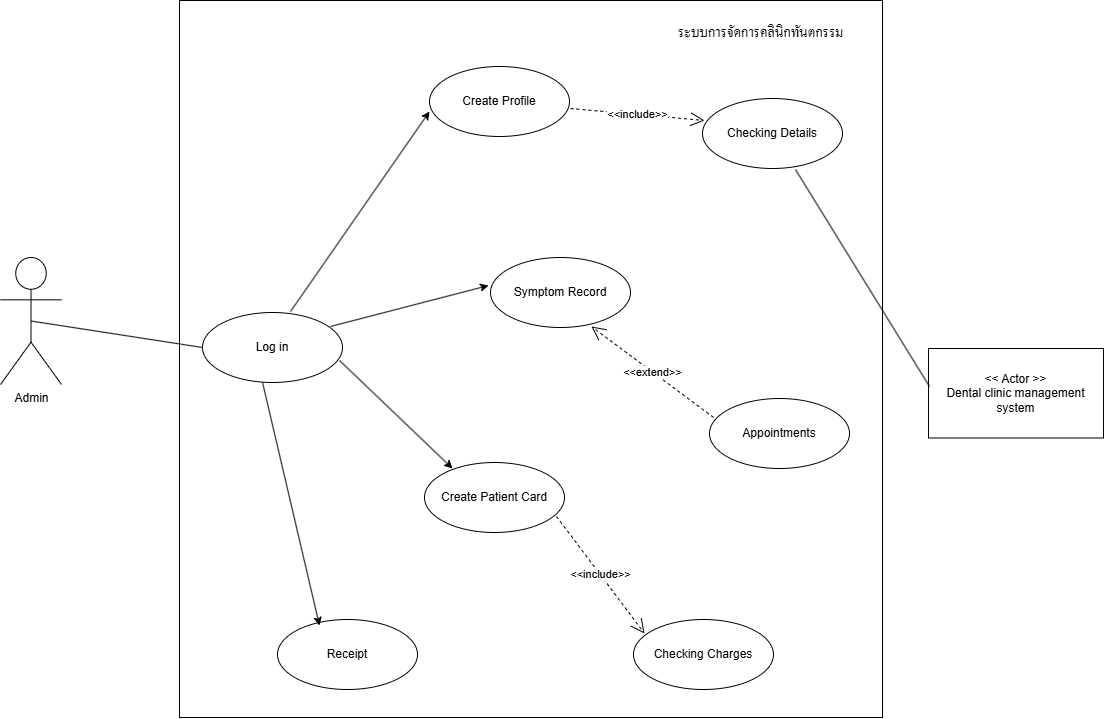 ระบบการจัดการคลินิกทันตกรรม
Create Profile
<<include>>
Checking Details
Symptom Record
Log in
<<extend>>
<< Actor >>
Dental clinic management
system
Admin
Appointments
Create Patient Card
<<include>>
Receipt
Checking Charges